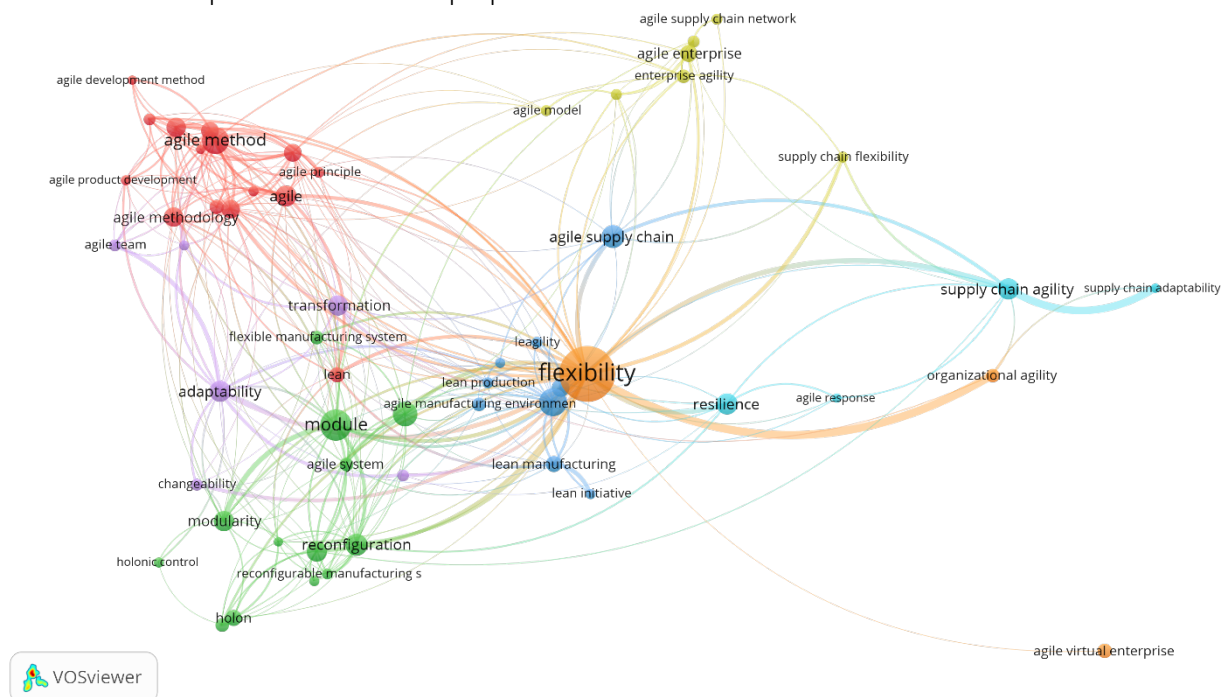 agile supply chain network
agile enterprise
enterprise agility
agile development method
agile model
agile method
supply chain flexibility
agile principle
agile product development
agile
agile methodology
agile supply chain
agile team
supply chain agility
supply chain adaptability
transformation
flexible manufacturing system
leagility
flexibility
lean
organizational agility
lean production
adaptability
agile manufacturing environmen
resilience
agile response
module
agile system
lean manufacturing
changeability
lean initiative
modularity
reconfiguration
holonic control
reconfigurable manufacturing s
holon
agile virtual enterprise
VOSviewer